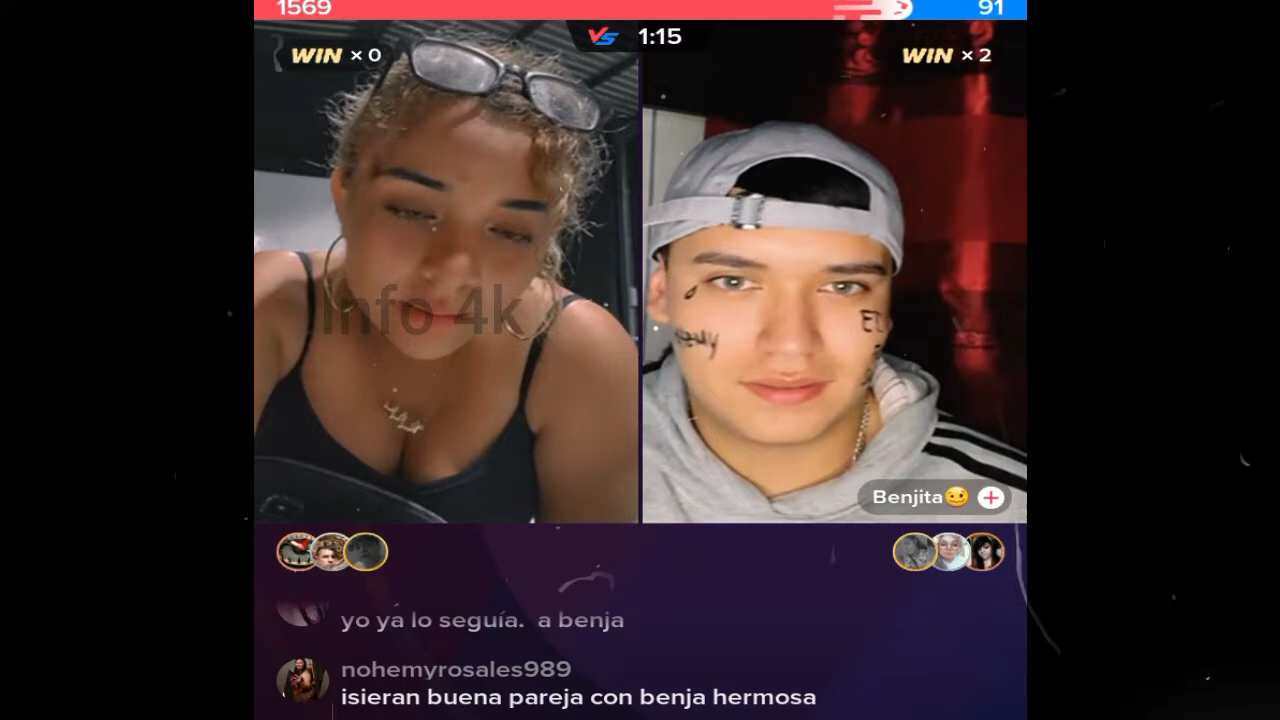 1569
91
VS 1:15
WIN × 0
WIN × 2
Info 4k
Benjita🥴 +
yo ya lo seguía. a benja
nohemyrosales989
isieran buena pareja con benja hermosa